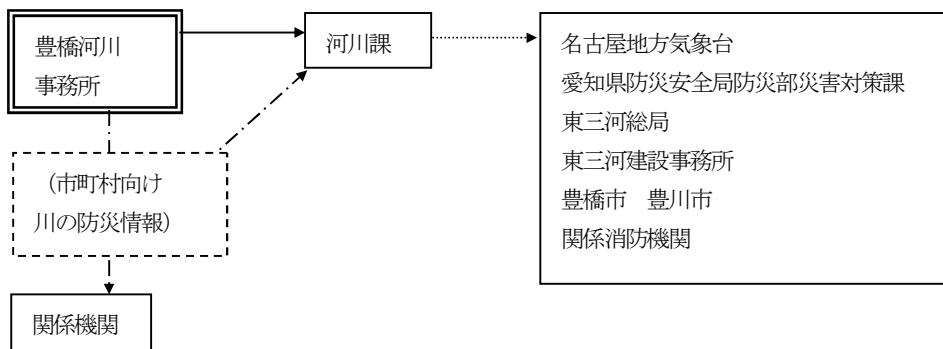 豊橋河川
事務所
河川課
名古屋地方気象台
愛知県防災安全局防災部災害対策課
東三河総局
東三河建設事務所
豊橋市　豊川市
関係消防機関
（市町村向け
川の防災情報）
関係機関